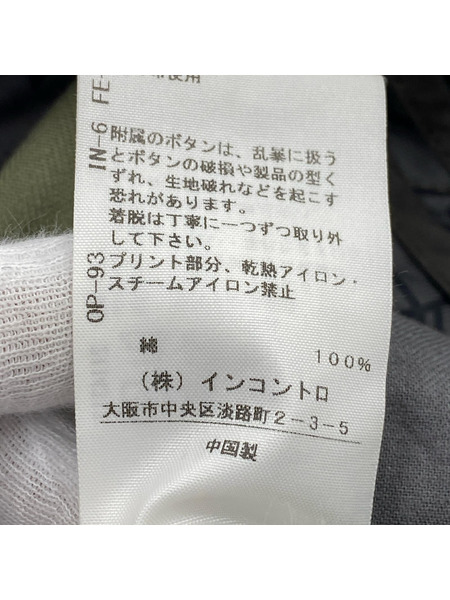 使用
附属のボタンは、乱暴に扱う
とボタンの破損や製品の型く
ずれ、生地破れなどを起こす
恐れがあります。
着脱は丁寧に一つずつ取り外
して下さい。
プリント部分、乾熱アイロン・
スチームアイロン禁止
綿 100%
(株) インコントロ
大阪市中央区淡路町2-3-5
中国製
OP-93 IN-6 FE-